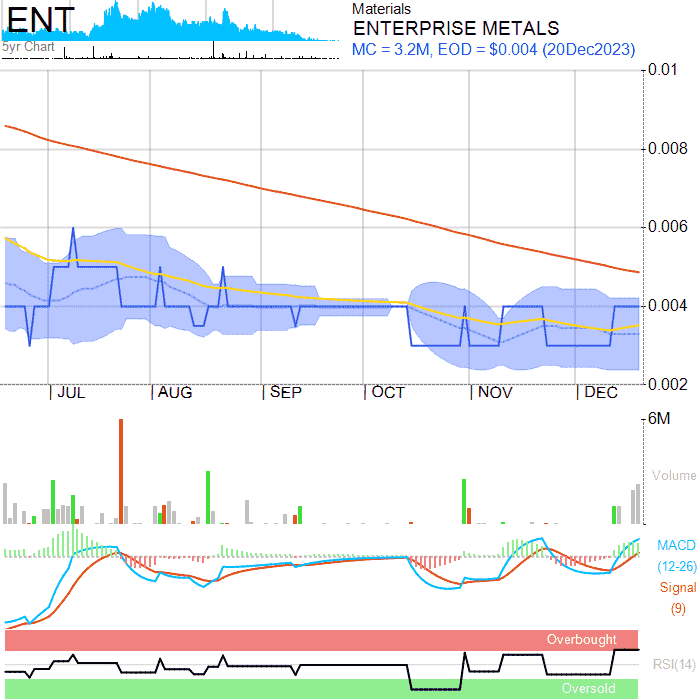 ENT
5yr Chart
Materials
ENTERPRISE METALS
MC = 3.2M, EOD = $0.004 (20Dec2023)
0.01
0.008
0.006
0.004
0.002
JUL AUG SEP OCT NOV DEC
6M
Volume
MACD
(12-26)
Signal
(9)
Overbought
RSI(14)
Oversold